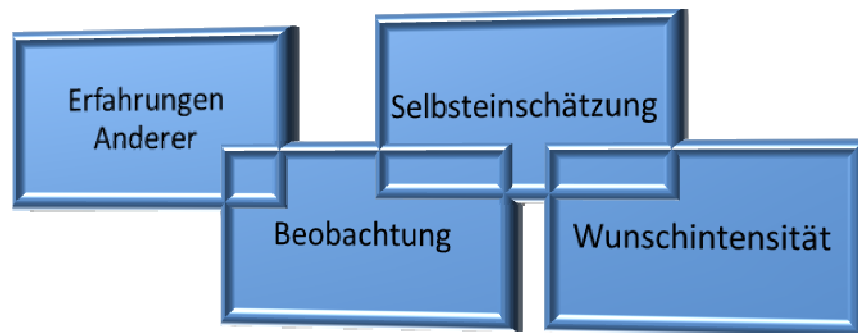 Erfahrungen
Anderer
Selbsteinschätzung
Beobachtung
Wunschintensität